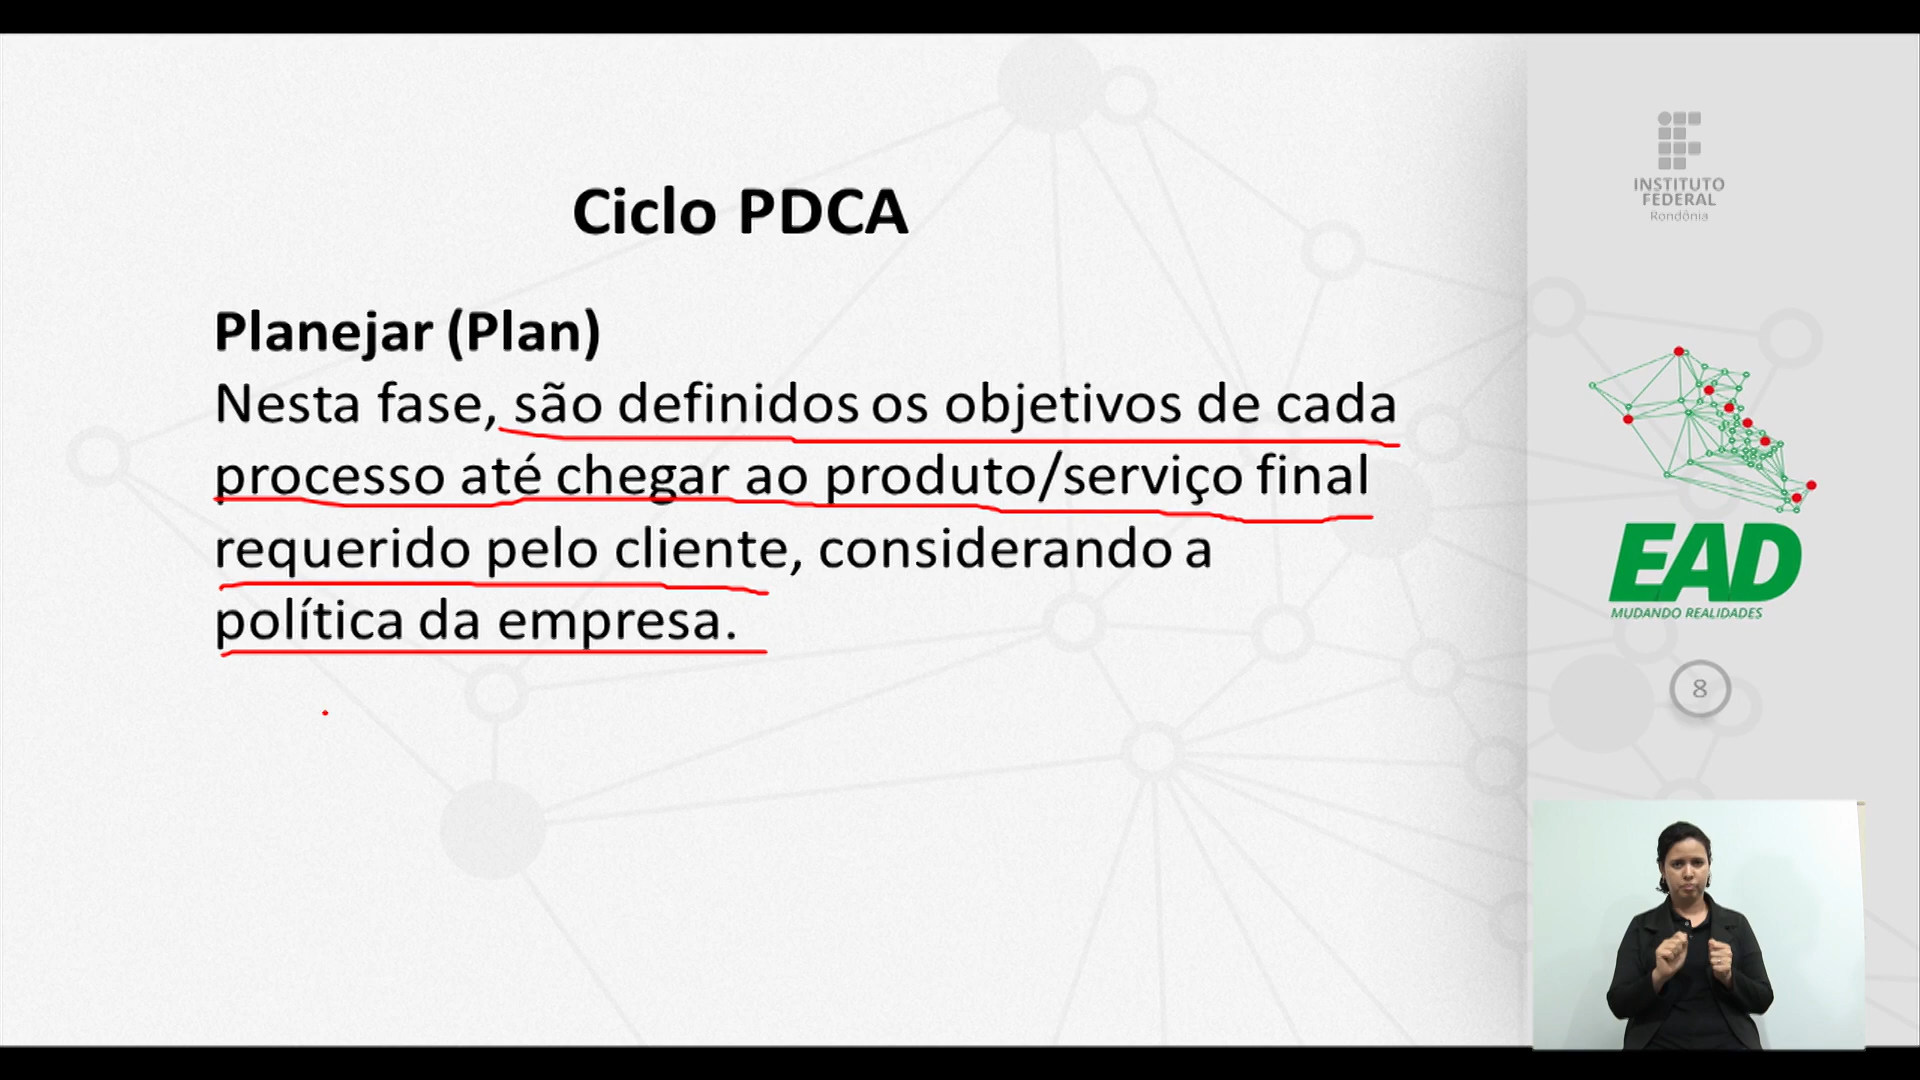 Ciclo PDCA
Planejar (Plan)
Nesta fase, são definidos os objetivos de cada
processo até chegar ao produto/serviço final
requerido pelo cliente, considerando a
política da empresa.
INSTITUTO
FEDERAL
Rondônia
EAD
MUDANDO REALIDADES
8